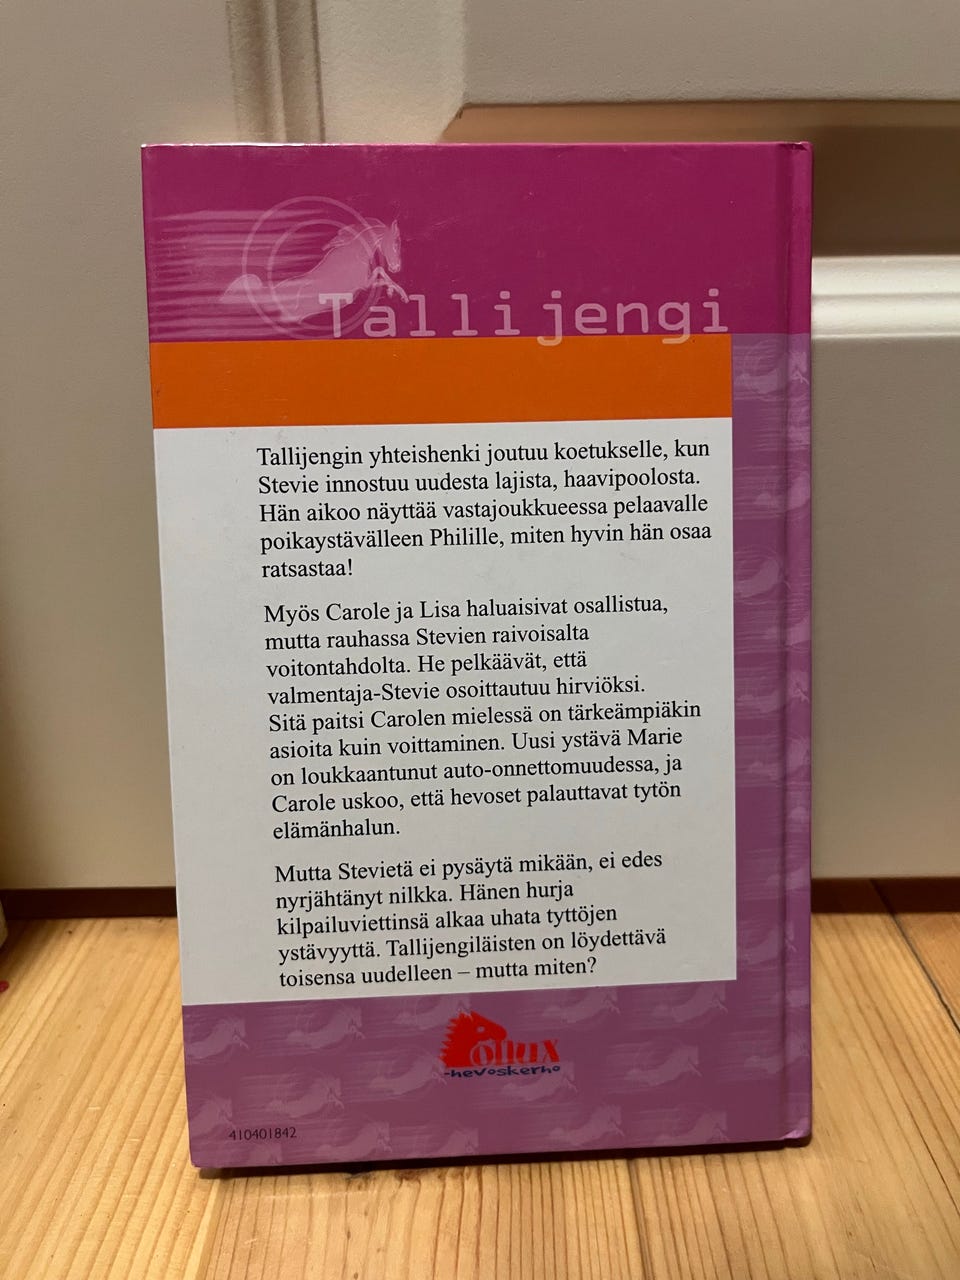 Tallijengi
Tallijengin yhteishenki joutuu koetukselle, kun
Stevie innostuu uudesta lajista, haavipoolosta.
Hän aikoo näyttää vastajoukkueessa pelaavalle
poikaystävälleen Philille, miten hyvin hän osaa
ratsastaa!
Myös Carole ja Lisa haluaisivat osallistua,
mutta rauhassa Stevien raivoisalta
voitontahdolta. He pelkäävät, että
valmentaja-Stevie osoittautuu hirviöksi.
Sitä paitsi Carolen mielessä on tärkeämpiäkin
asioita kuin voittaminen. Uusi ystävä Marie
on loukkaantunut auto-onnettomuudessa, ja
Carole uskoo, että hevoset palauttavat tytön
elämänhalun.
Mutta Stevietä ei pysäytä mikään, ei edes
nyrjähtänyt nilkka. Hänen hurja
kilpailuviettinsä alkaa uhata tyttöjen
ystävyyttä. Tallijengiläisten on löydettävä
toisensa uudelleen – mutta miten?
Pollux
-hevoskerho
410401842